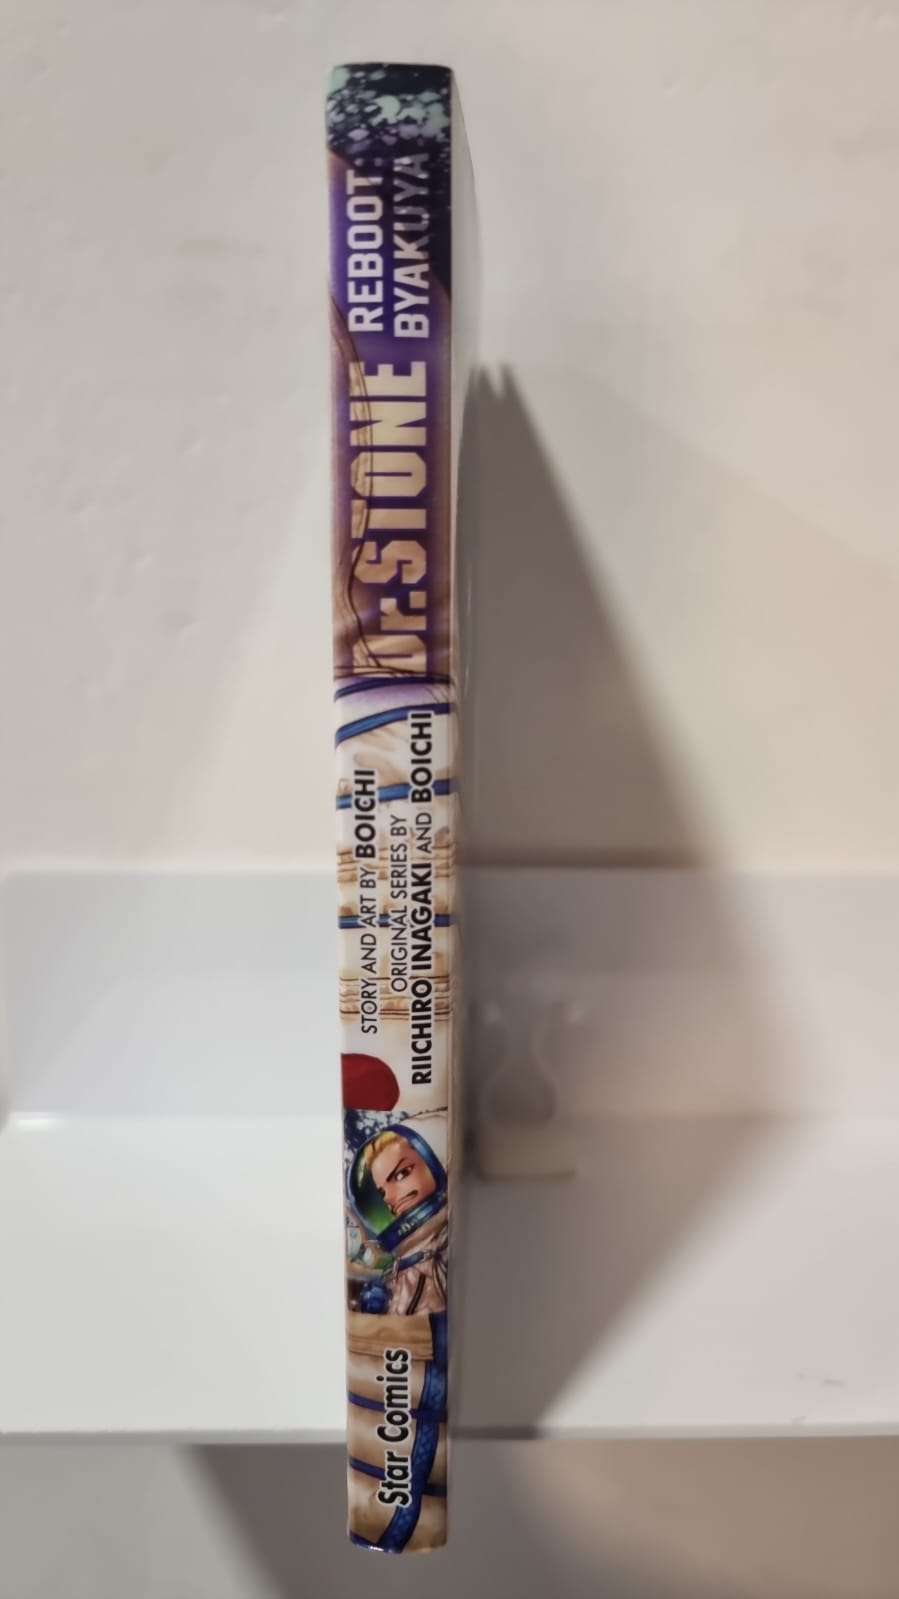 Dr.STONE
REBOOT:
BYAKUYA
STORY AND ART BY BOICHI
ORIGINAL SERIES BY
RIICHIRO INAGAKI AND BOICHI
Star Comics